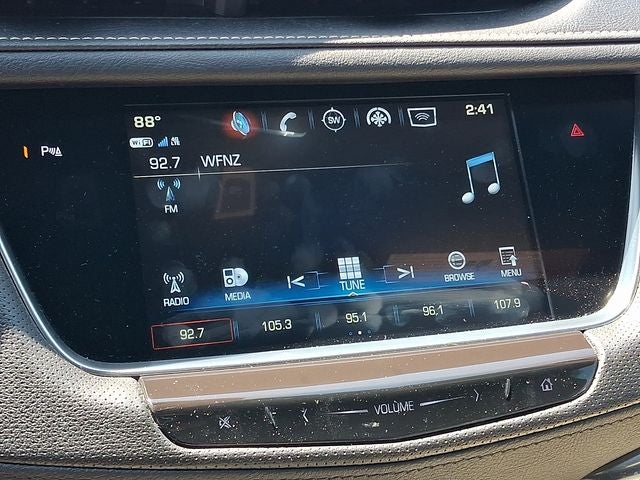 88°
SW
2:41
WiFi
P
92.7 WFNZ
FM
RADIO
MEDIA
TUNE
BROWSE
MENU
92.7 105.3 95.1 96.1 107.9
VOLUME